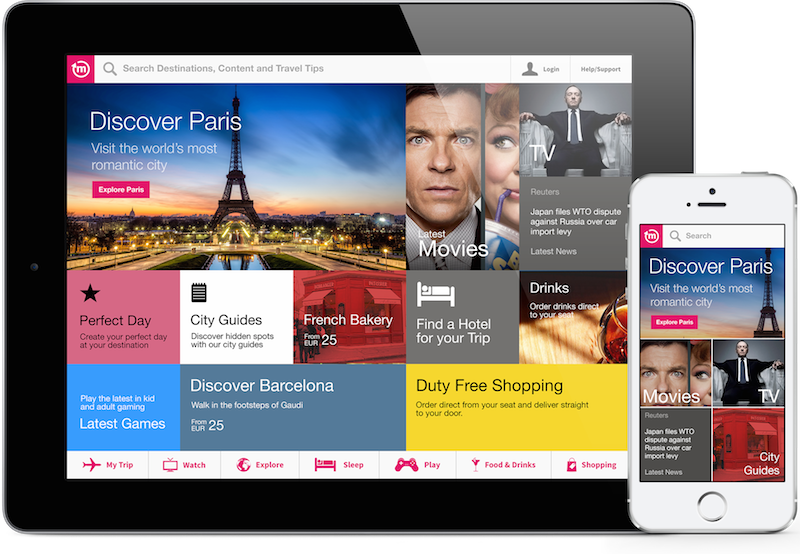 m
Search Destinations, Content and Travel Tips
Login
Help/Support
Discover Paris
Visit the world's most
romantic city
Explore Paris
Latest
Movies
TV
Reuters
Japan files WTO dispute
against Russia over car
import levy
Latest News
Perfect Day
Create your perfect day
at your destination
City Guides
Discover hidden spots
with our city guides
French Bakery
From
EUR 25
Find a Hotel
for your Trip
Drinks
Order drinks direct
to your seat
Play the latest in kid
and adult gaming
Latest Games
Discover Barcelona
Walk in the footsteps of Gaudi
From
EUR 25
Duty Free Shopping
Order direct from your seat and deliver straight
to your door.
My Trip
Watch
Explore
Sleep
Play
Food & Drinks
Shopping
m
Search
Discover Paris
Visit the world's most
romantic city
Explore Paris
Movies
TV
Reuters
Japan files WTO
dispute against
Russia over car
import levy
Latest News
City
Guides